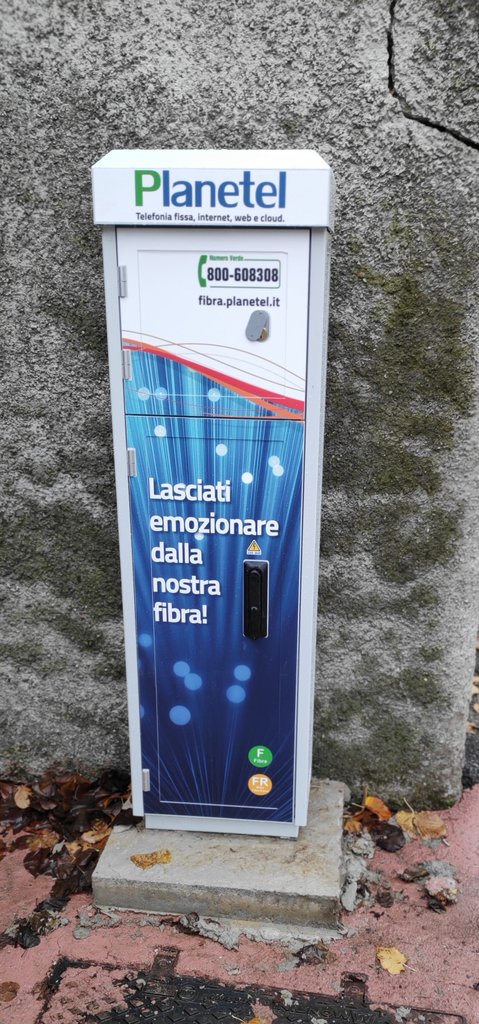 Planetel
Telefonia fissa, internet, web e cloud.
Numero Verde
800-608308
fibra.planetel.it
Lasciati
emozionare
dalla
nostra
fibra!
F
Fibra
FR